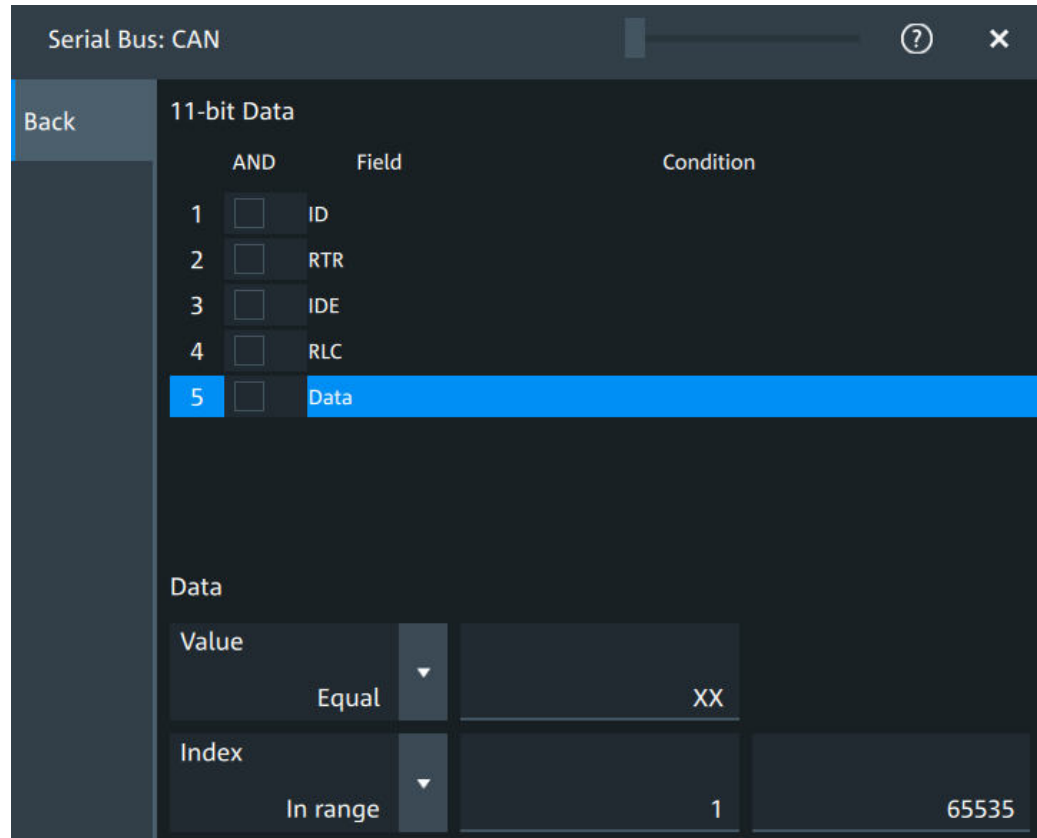 Serial Bus: CAN ?
Back
11-bit Data
AND Field Condition
1 ID
2 RTR
3 IDE
4 RLC
5 Data
Data
Value
Equal XX
Index
In range 1 65535